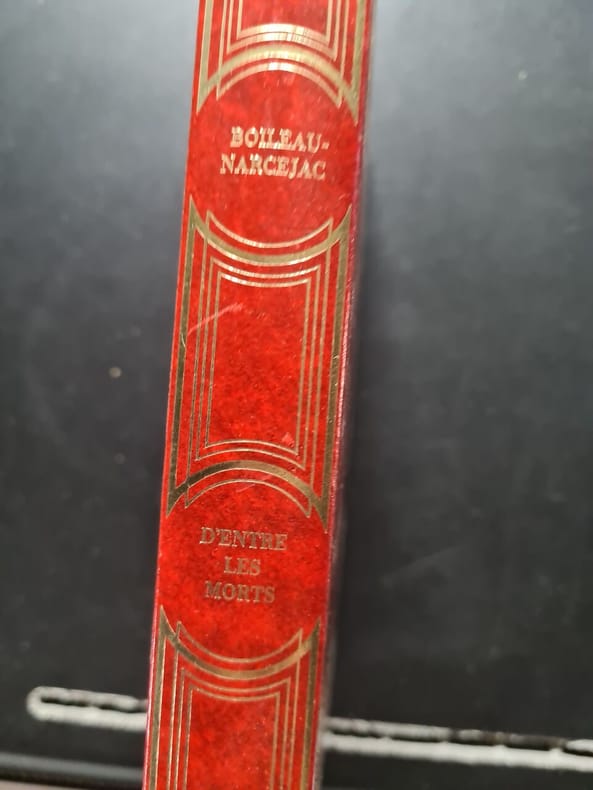 BOILEAU-
NARCEJAC
D'ENTRE
LES
MORTS